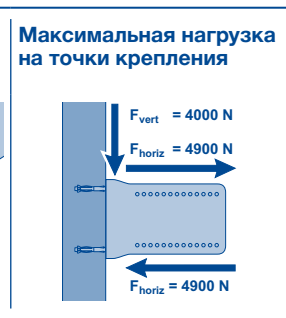 Максимальная нагрузка
на точки крепления
Fvert = 4000 N
Fhoriz = 4900 N
Fhoriz = 4900 N